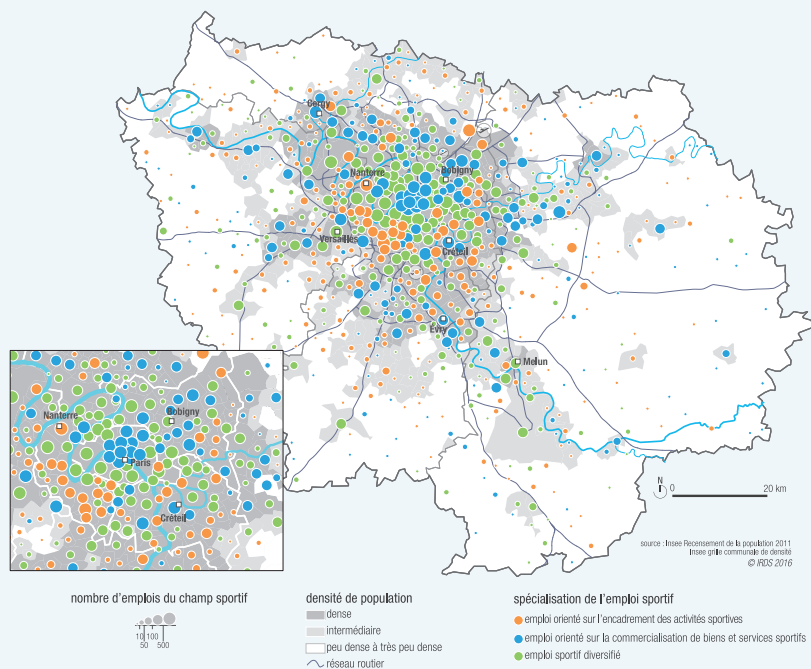 Cergy
Nanterre
Bobigny
Versailles
Créteil
Évry
Melun
Nanterre
Bobigny
Paris
Créteil
N
0 20 km
source : Insee Recensement de la population 2011
Insee grille communale de densité
© IRDS 2016
nombre d'emplois du champ sportif
10 100
50 500
densité de population
dense
intermédiaire
peu dense à très peu dense
réseau routier
spécialisation de l'emploi sportif
emploi orienté sur l'encadrement des activités sportives
emploi orienté sur la commercialisation de biens et services sportifs
emploi sportif diversifié